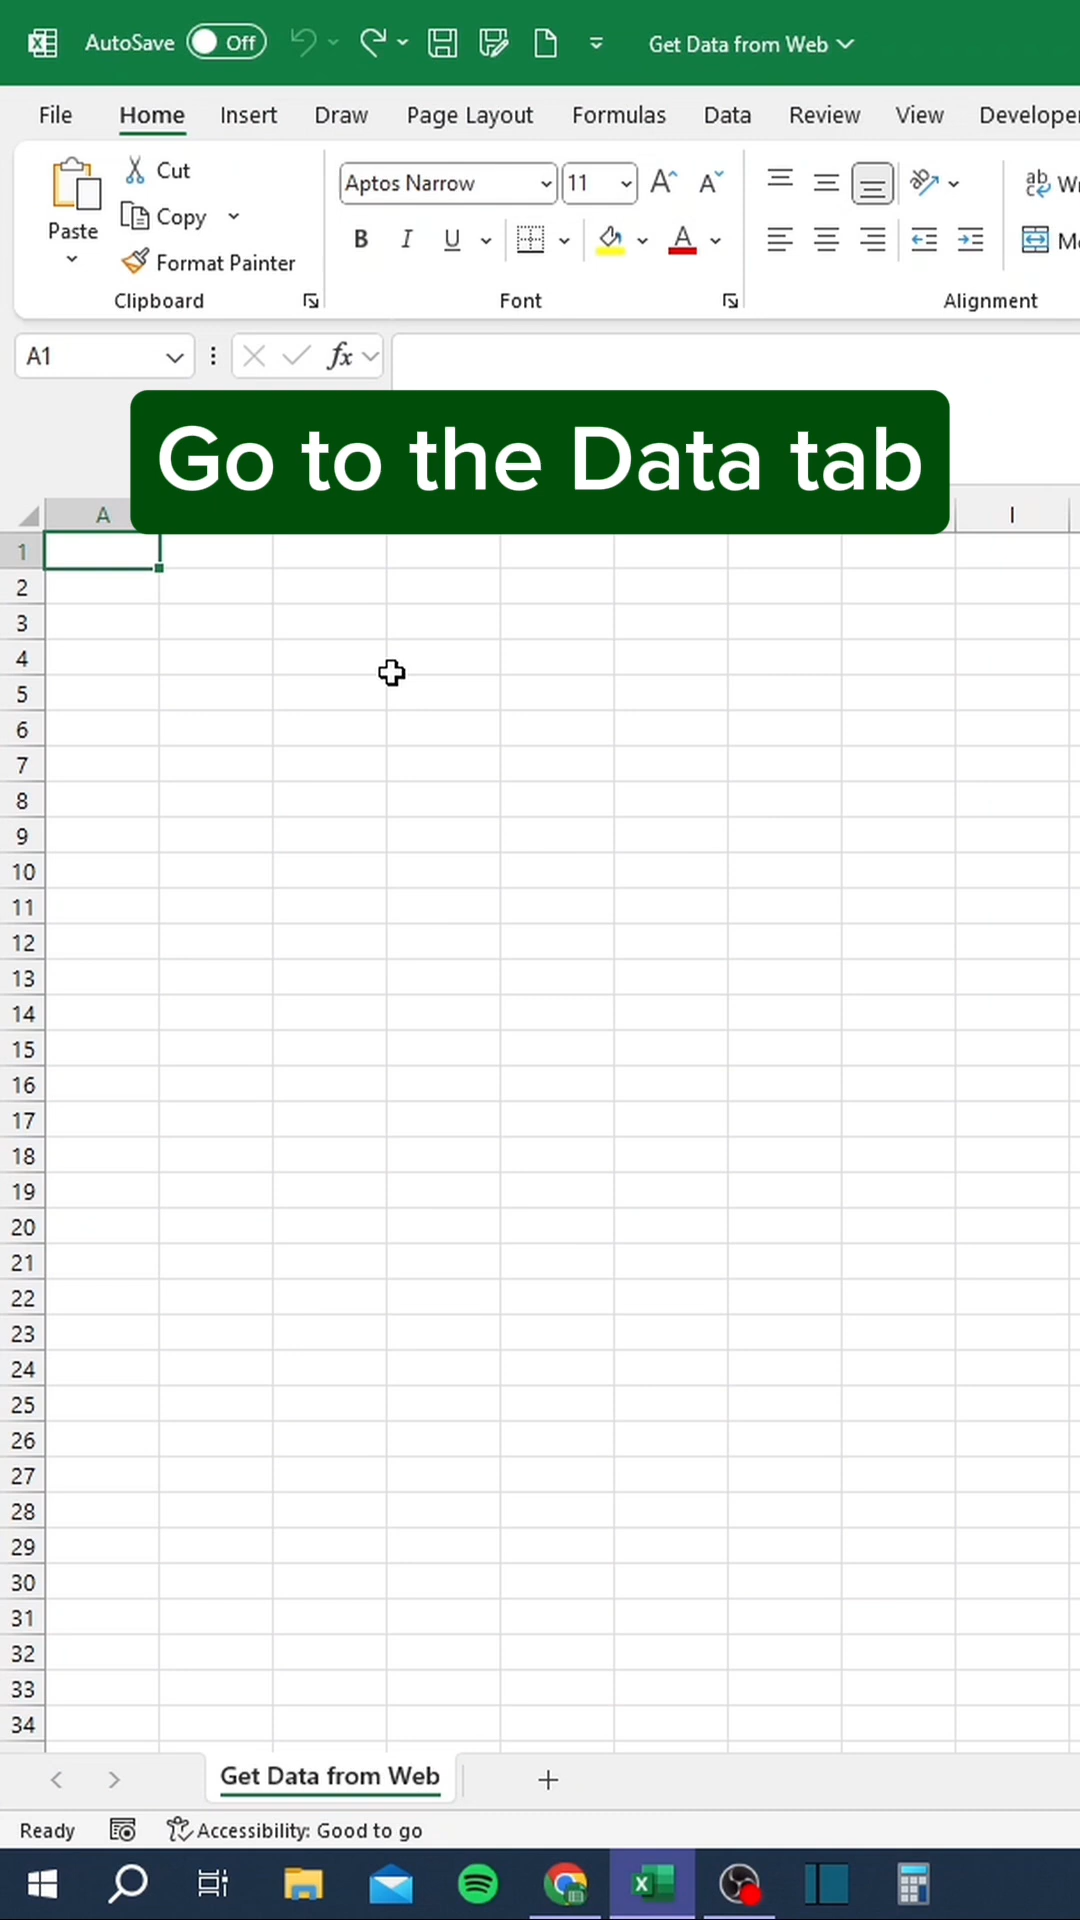 AutoSave Off Get Data from Web
File Home Insert Draw Page Layout Formulas Data Review View Developer
Paste
Cut
Copy
Format Painter
Clipboard
Aptos Narrow 11
B I U A
Font
Alignment
A1 fx
Go to the Data tab
A I
1
2
3
4
5
6
7
8
9
10
11
12
13
14
15
16
17
18
19
20
21
22
23
24
25
26
27
28
29
30
31
32
33
34
Get Data from Web
Ready Accessibility: Good to go